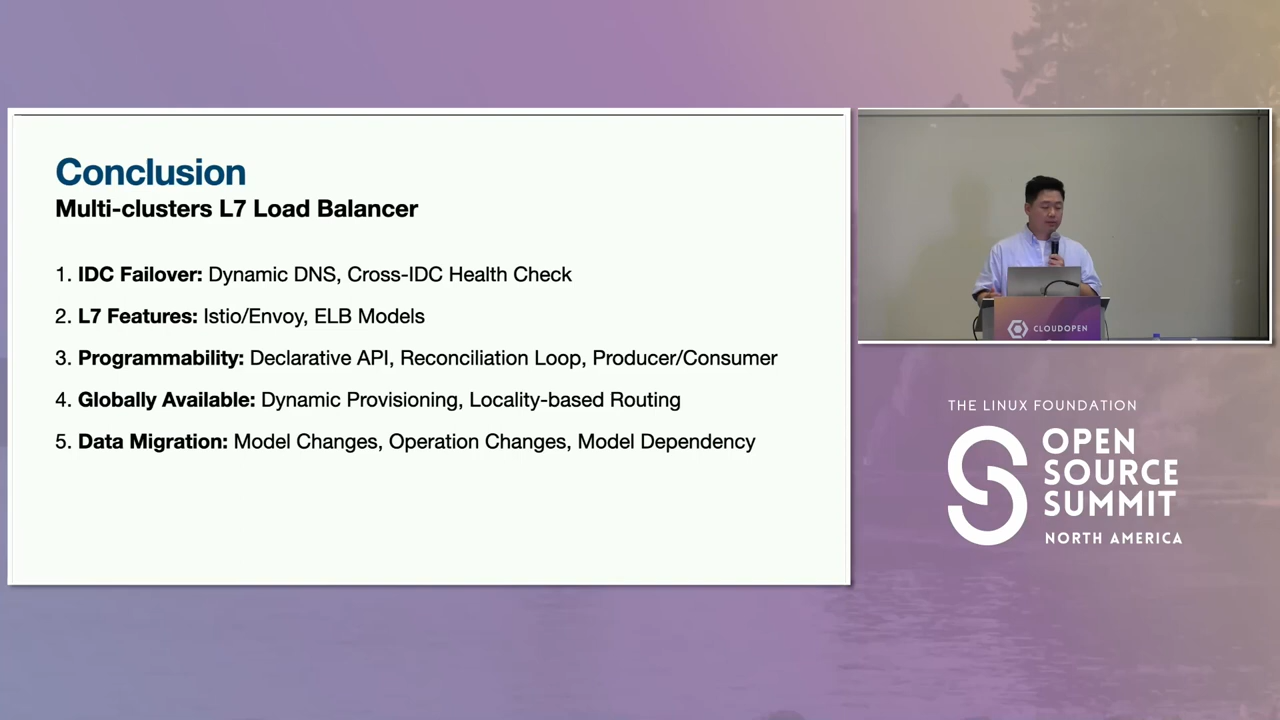 Conclusion
Multi-clusters L7 Load Balancer
1. IDC Failover: Dynamic DNS, Cross-IDC Health Check
2. L7 Features: Istio/Envoy, ELB Models
3. Programmability: Declarative API, Reconciliation Loop, Producer/Consumer
4. Globally Available: Dynamic Provisioning, Locality-based Routing
5. Data Migration: Model Changes, Operation Changes, Model Dependency
CLOUDOPEN
THE LINUX FOUNDATION
OPEN
SOURCE
SUMMIT
NORTH AMERICA